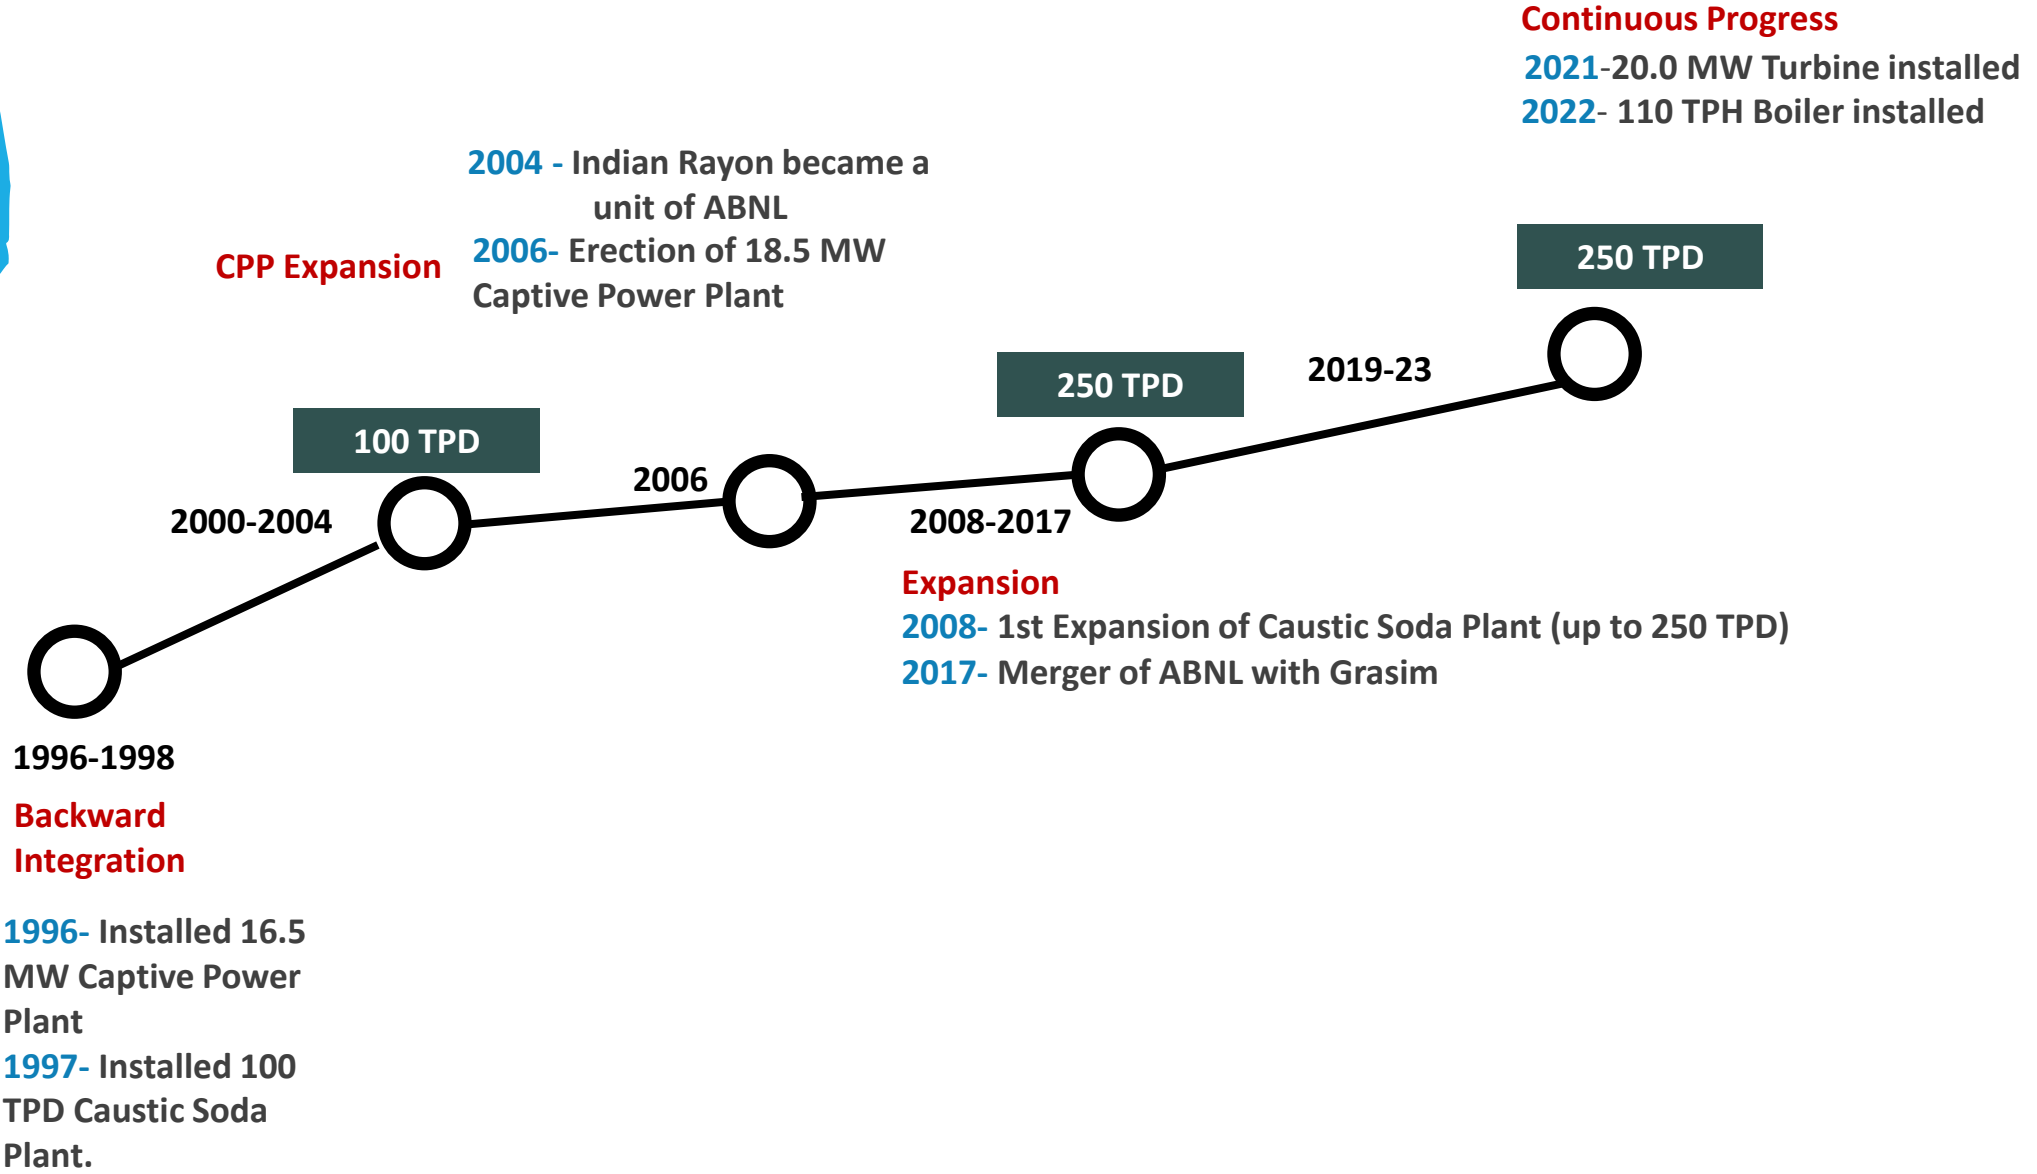 Continuous Progress
2021-20.0 MW Turbine installed
2022- 110 TPH Boiler installed
2004 - Indian Rayon became a
unit of ABNL
2006- Erection of 18.5 MW
Captive Power Plant
CPP Expansion
250 TPD
2019-23
250 TPD
100 TPD
2006
2000-2004
2008-2017
Expansion
2008- 1st Expansion of Caustic Soda Plant (up to 250 TPD)
2017- Merger of ABNL with Grasim
1996-1998
Backward
Integration
1996- Installed 16.5
MW Captive Power
Plant
1997- Installed 100
TPD Caustic Soda
Plant.